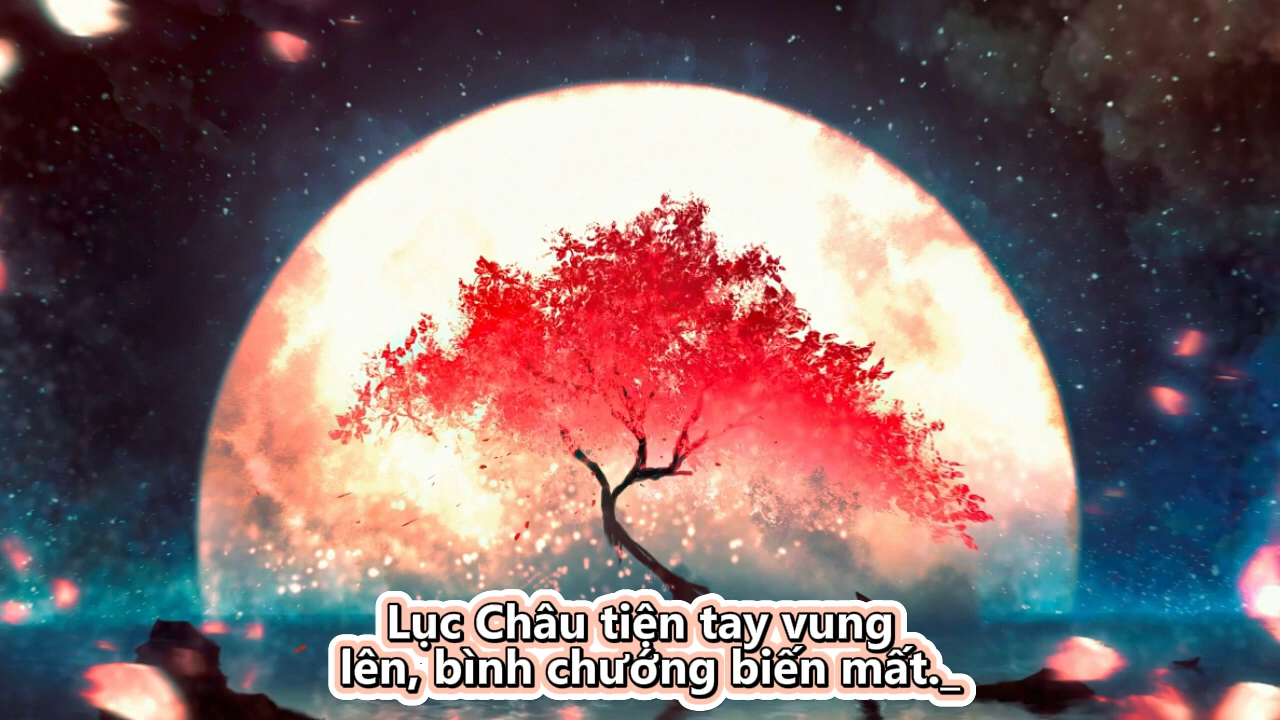 Lục Châu tiện tay vung
lên, bình chướng biến mất._